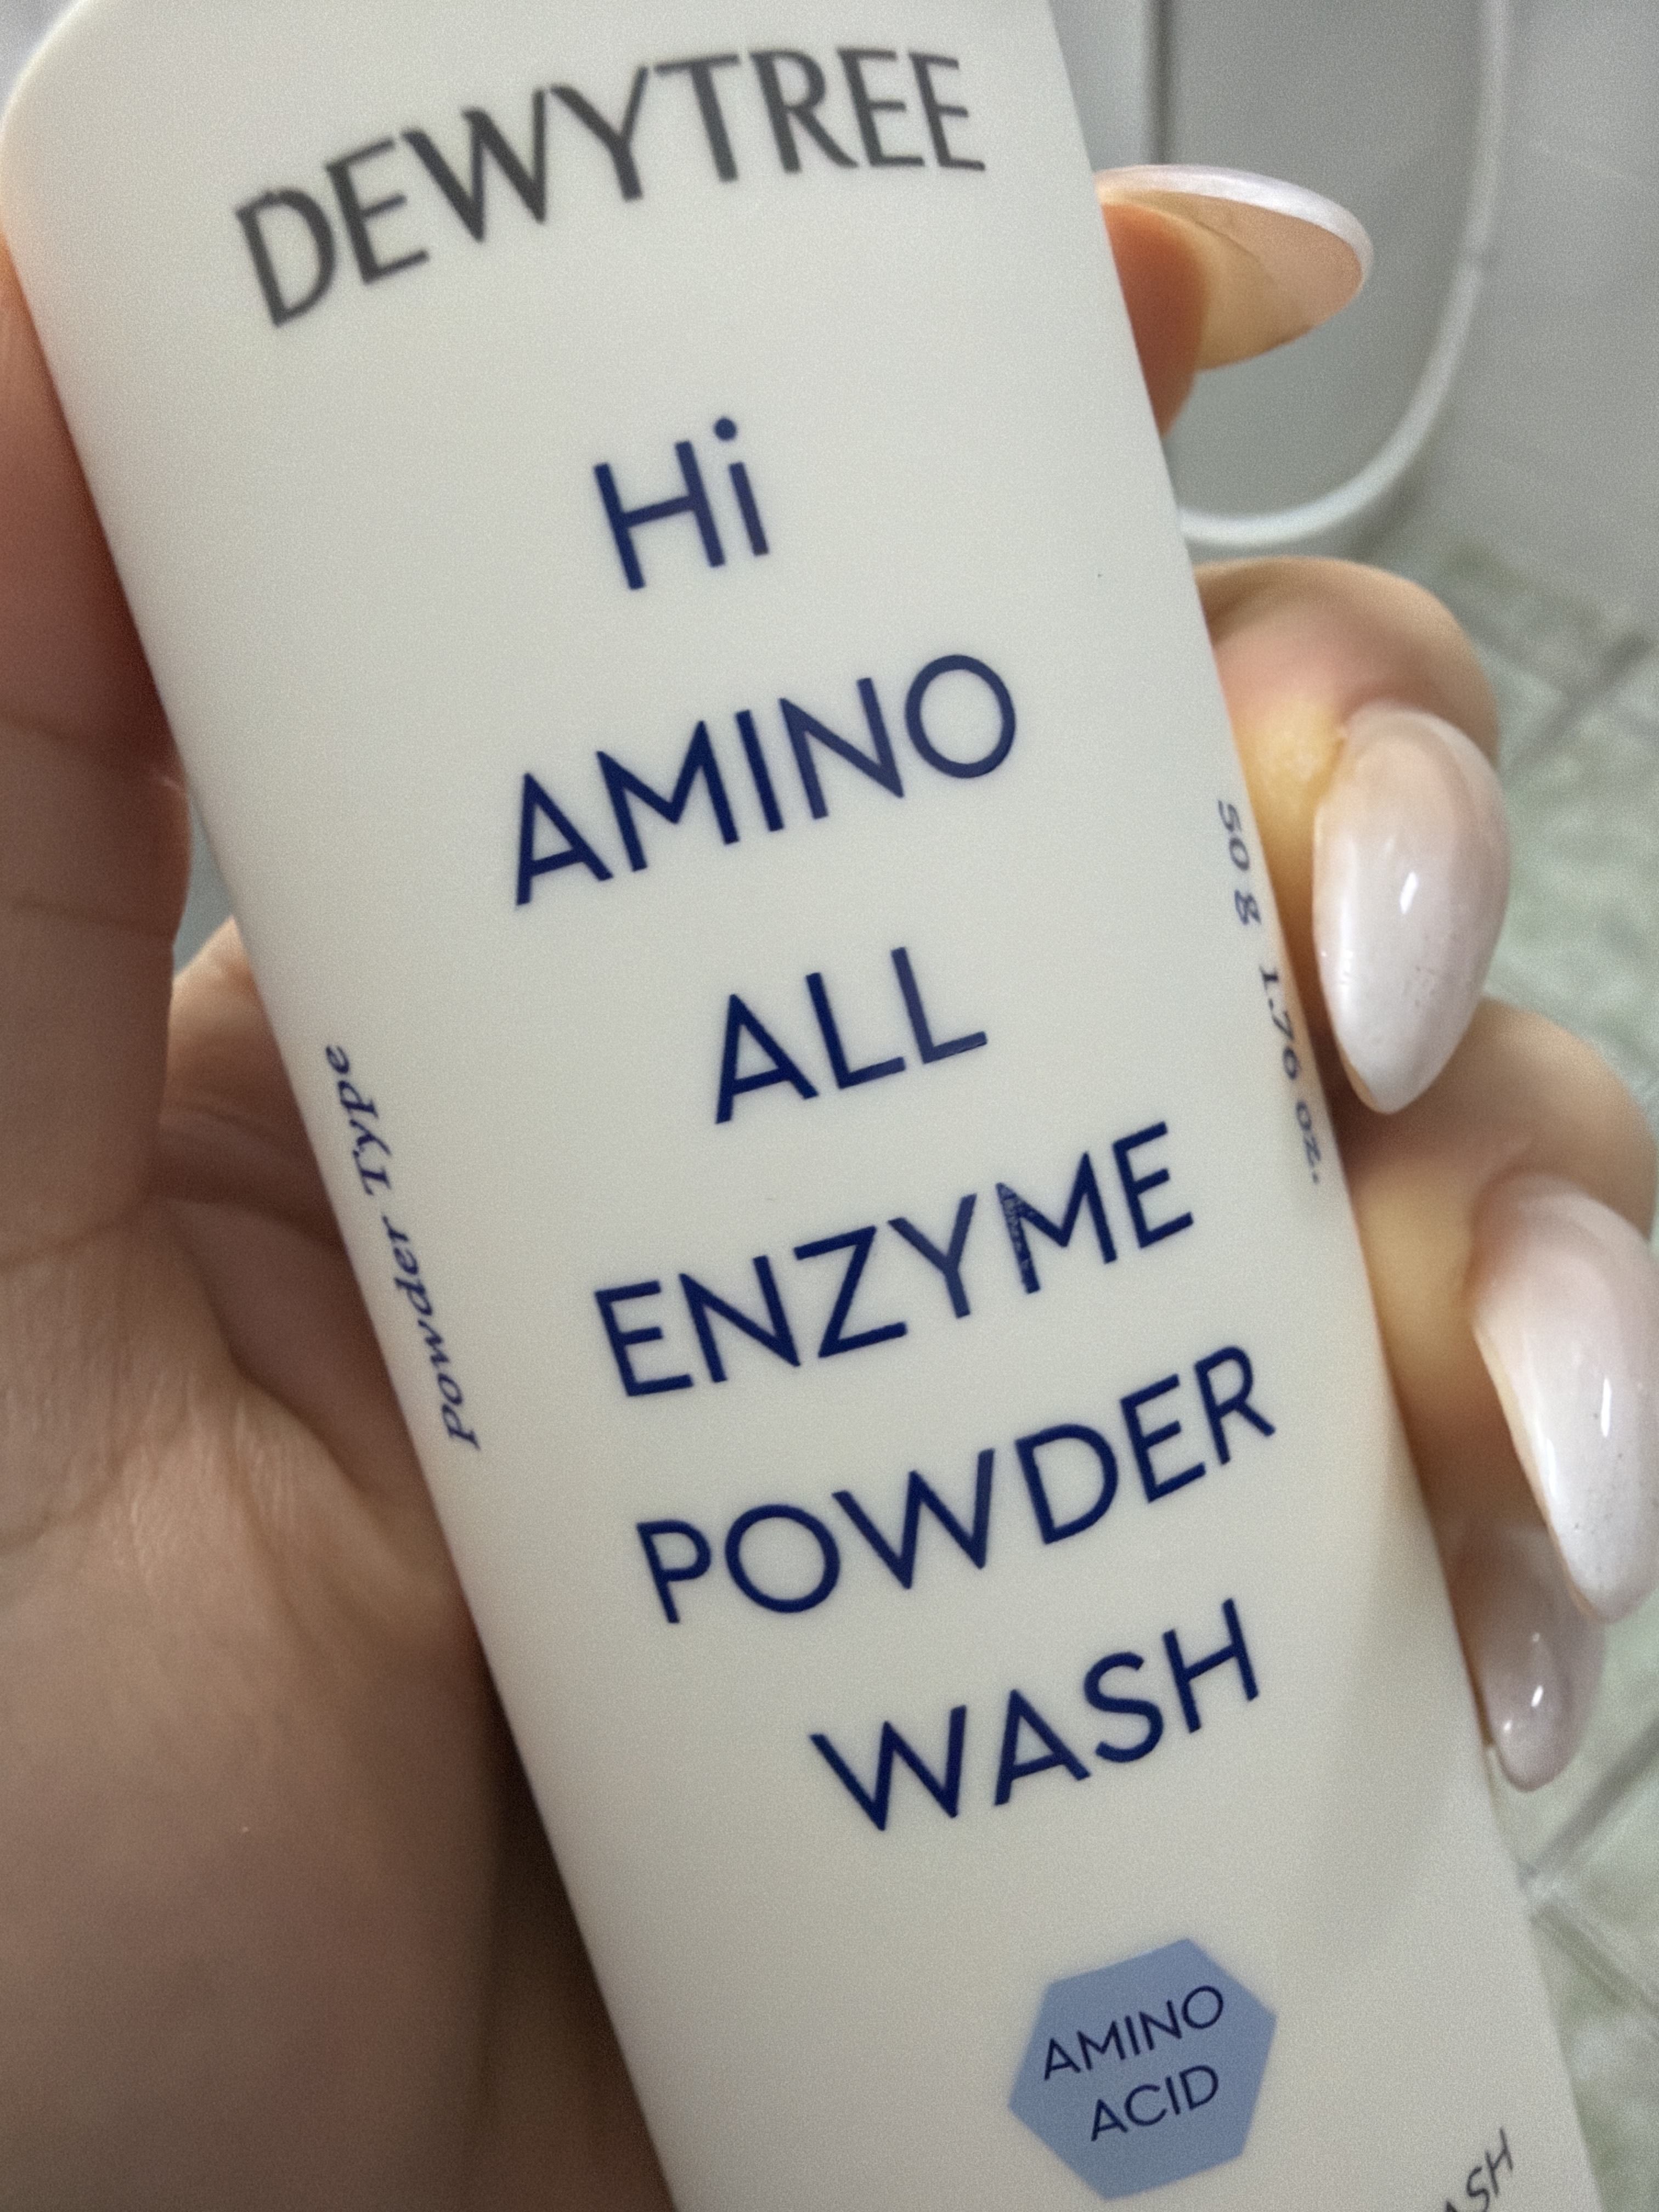 DEWYTREE
Hi
AMINO
ALL
ENZYME
POWDER
WASH
Powder Type
50 g 1.76 oz.
AMINO
ACID